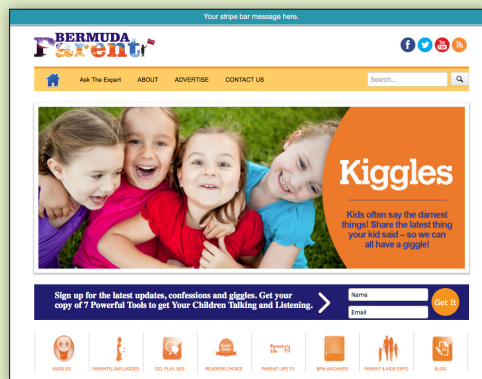 Your stripe bar message here.
BERMUDA
Parent
f
You
Tube
Ask The Expert ABOUT ADVERTISE CONTACT US
Search...
Kiggles
Kids often say the darnest
things! Share the latest thing
your kid said – so we can
all have a giggle!
Sign up for the latest updates, confessions and giggles. Get your
copy of 7 Powerful Tools to get Your Children Talking and Listening.
Name
Email
Get It
Parent
Life
KIGGLES PARENTS UNPLUGGED GO, PLAY, SEE READERS CHOICE PARENT LIFE TV BPM ARCHIVES PARENT & KIDS EXPO BLOG